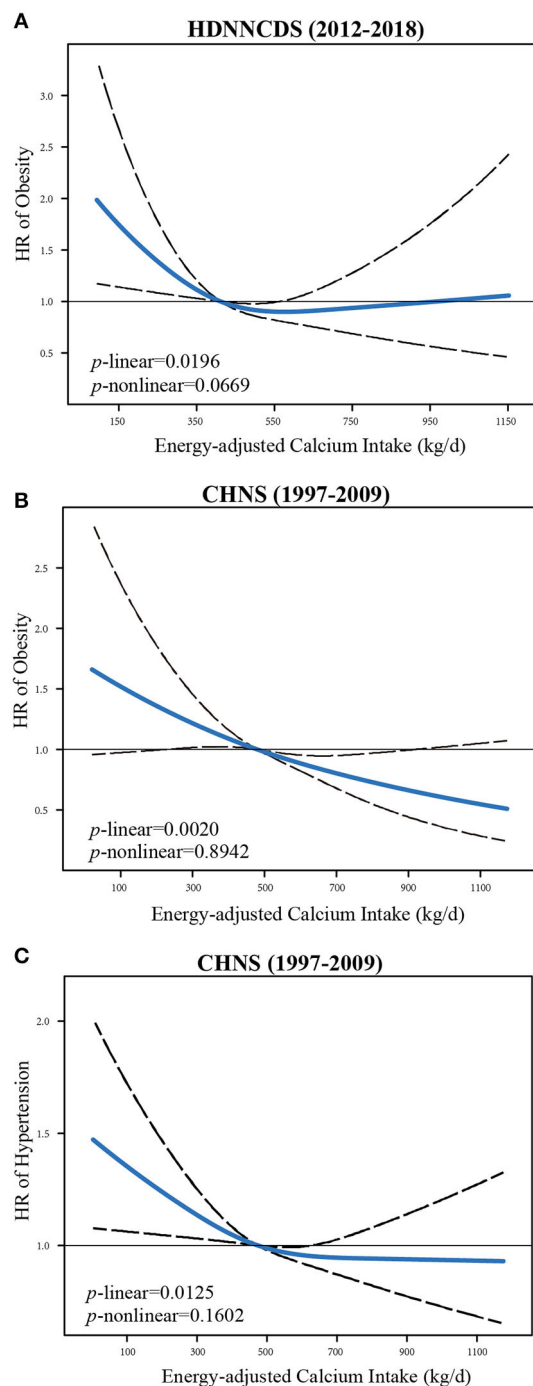 A
HDNNCDS (2012-2018)
HR of Obesity
3.0
2.5
2.0
1.5
1.0
0.5
p-linear=0.0196
p-nonlinear=0.0669
150 350 550 750 950 1150
Energy-adjusted Calcium Intake (kg/d)
B
CHNS (1997-2009)
HR of Obesity
2.5
2.0
1.5
1.0
0.5
p-linear=0.0020
p-nonlinear=0.8942
100 300 500 700 900 1100
Energy-adjusted Calcium Intake (kg/d)
C
CHNS (1997-2009)
HR of Hypertension
2.0
1.5
1.0
p-linear=0.0125
p-nonlinear=0.1602
100 300 500 700 900 1100
Energy-adjusted Calcium Intake (kg/d)